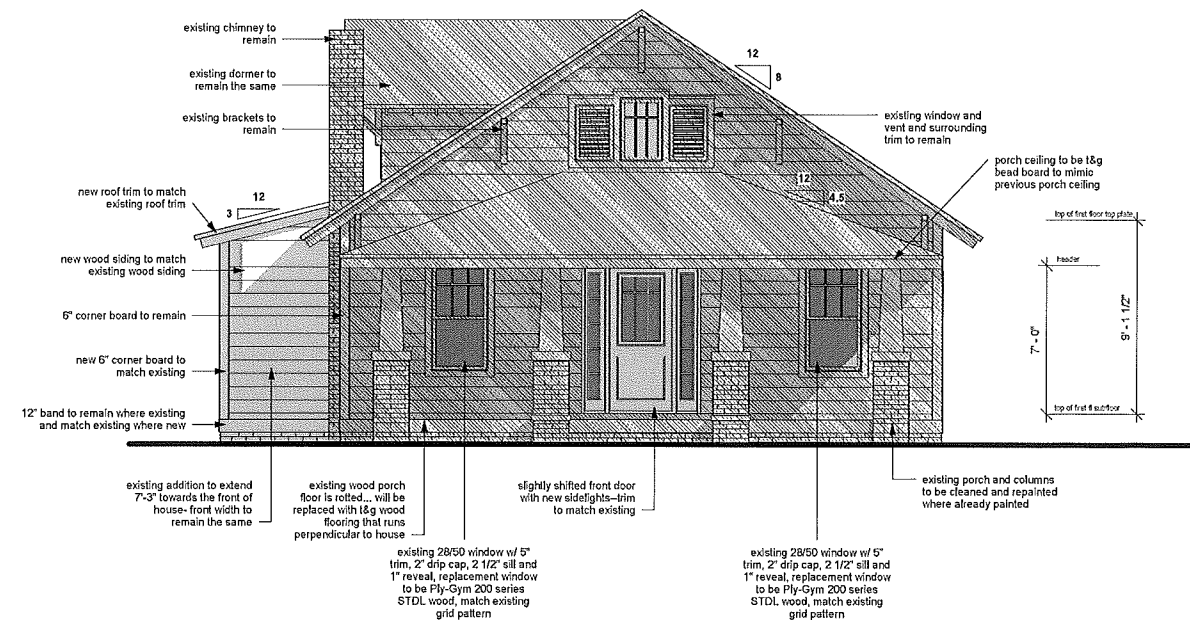 existing chimney to
remain
existing dormer to
remain the same
existing brackets to
remain
new roof trim to match
existing roof trim
12
3
new wood siding to match
existing wood siding
6" corner board to remain
new 6" corner board to
match existing
12" band to remain where existing
and match existing where new
12
8
existing window and
vent and surrounding
trim to remain
porch ceiling to be t&g
bead board to mimic
previous porch ceiling
12
4.5
top of first floor top plate
header
7' - 0"
9' - 1 1/2"
top of first fl subfloor
existing addition to extend
7'-3" towards the front of
house- front width to
remain the same
existing wood porch
floor is rotted... will be
replaced with t&g wood
flooring that runs
perpendicular to house
slightly shifted front door
with new sidelights--trim
to match existing
existing porch and columns
to be cleaned and repainted
where already painted
existing 28/50 window w/ 5"
trim, 2" drip cap, 2 1/2" sill and
1" reveal, replacement window
to be Ply-Gym 200 series
STDL wood, match existing
grid pattern
existing 28/50 window w/ 5"
trim, 2" drip cap, 2 1/2" sill and
1" reveal, replacement window
to be Ply-Gym 200 series
STDL wood, match existing
grid pattern